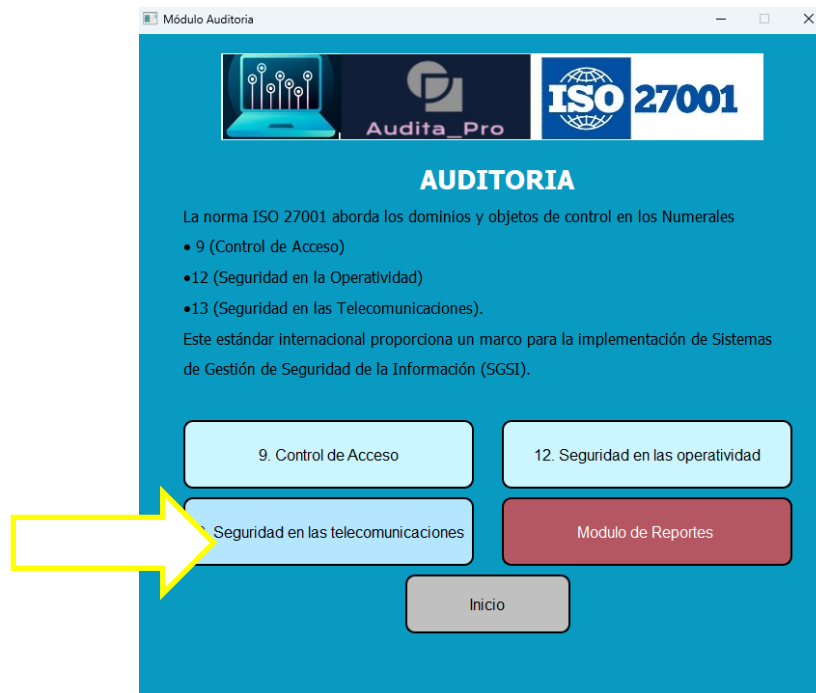 Módulo Auditoria
Audita_Pro
ISO 27001
AUDITORIA
La norma ISO 27001 aborda los dominios y objetos de control en los Numerales
• 9 (Control de Acceso)
•12 (Seguridad en la Operatividad)
•13 (Seguridad en las Telecomunicaciones).
Este estándar internacional proporciona un marco para la implementación de Sistemas
de Gestión de Seguridad de la Información (SGSI).
9. Control de Acceso
12. Seguridad en las operatividad
. Seguridad en las telecomunicaciones
Modulo de Reportes
Inicio